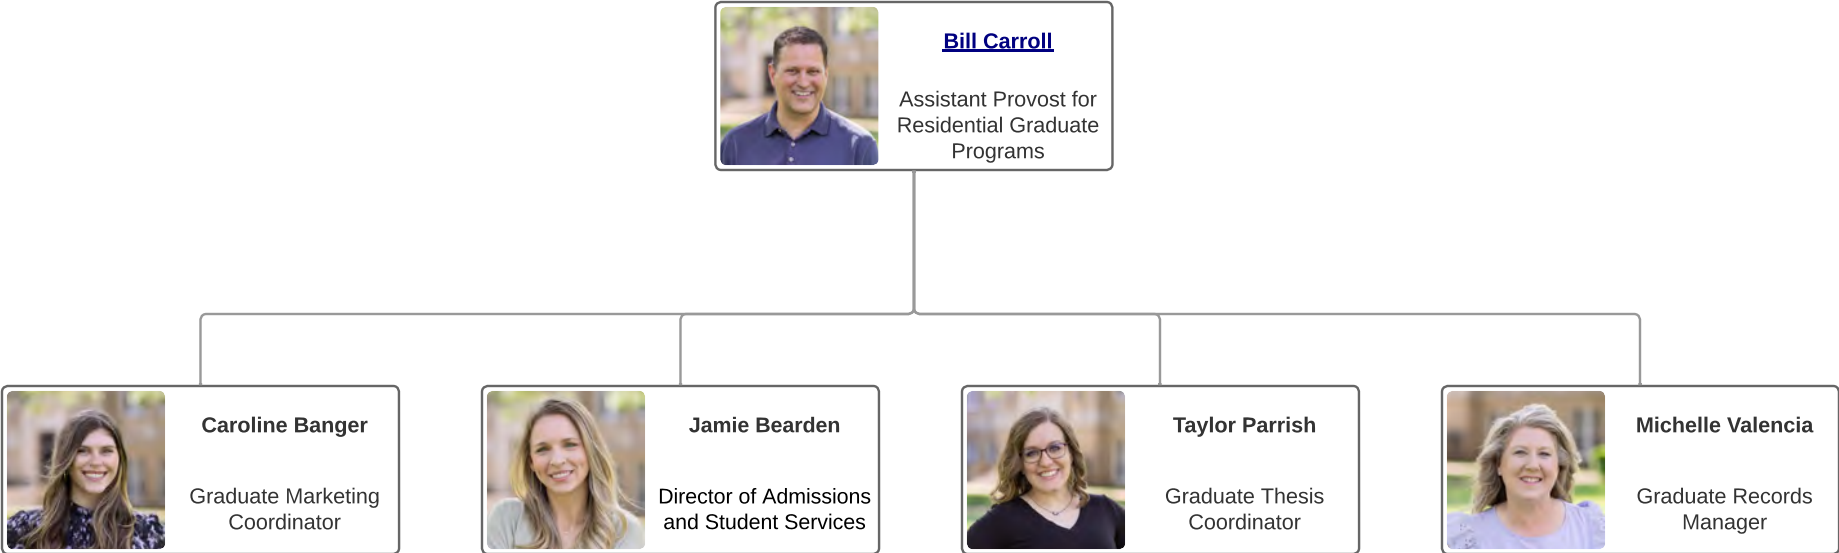 Bill Carroll
Assistant Provost for
Residential Graduate
Programs
Caroline Banger
Graduate Marketing
Coordinator
Jamie Bearden
Director of Admissions
and Student Services
Taylor Parrish
Graduate Thesis
Coordinator
Michelle Valencia
Graduate Records
Manager